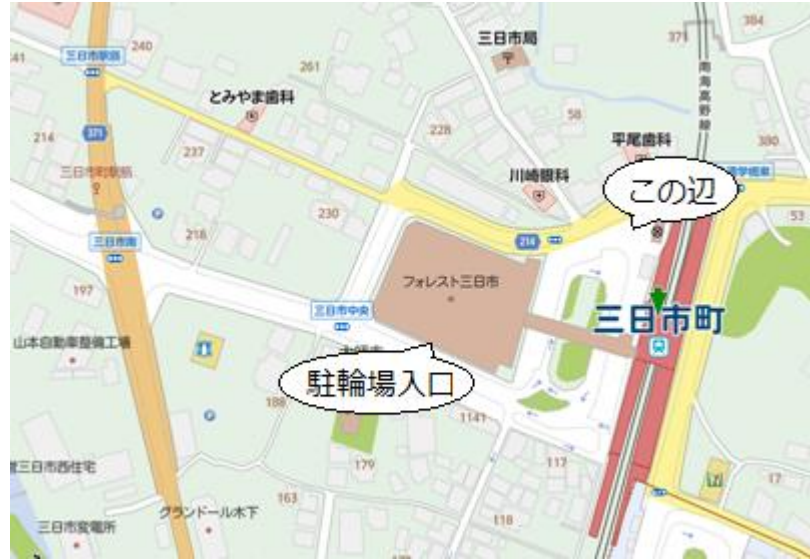 三日市局
384
371
240
三日市駅筋
241
261
南海高野線
とみやま歯科
58
371
214
237
228
平尾歯科
380
三日市町駅筋
川崎眼科
この辺
230
53
218
214
三日市南
フォレスト三日市
197
三日市中央
三日市町
山本自動車整備工場
駐輪場入口
188
1141
三日市西住宅
179
117
17
163
グランドール木下
118
三日市変電所